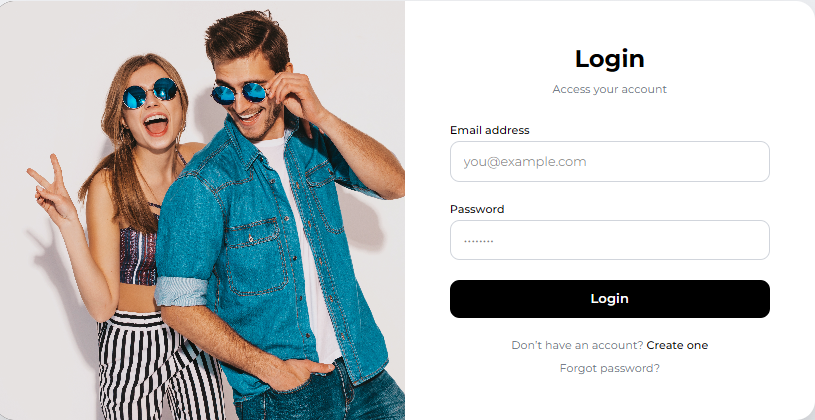 Login
Access your account
Email address
you@example.com
Password
••••••••
Login
Don't have an account? Create one
Forgot password?